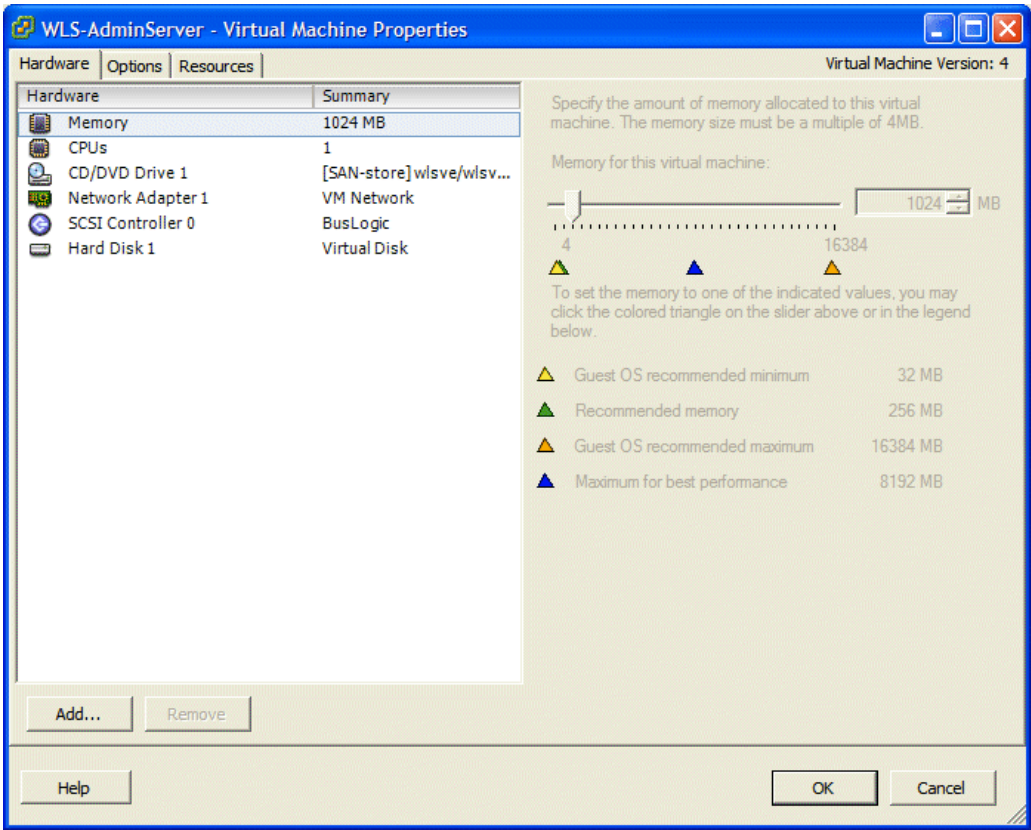 WLS-AdminServer - Virtual Machine Properties
Hardware Options Resources Virtual Machine Version: 4
Hardware Summary
Memory 1024 MB
CPUs 1
CD/DVD Drive 1 [SAN-store] wlsve/wlsv...
Network Adapter 1 VM Network
SCSI Controller 0 BusLogic
Hard Disk 1 Virtual Disk
Specify the amount of memory allocated to this virtual
machine. The memory size must be a multiple of 4MB.
Memory for this virtual machine:
1024 MB
4 16384
To set the memory to one of the indicated values, you may
click the colored triangle on the slider above or in the legend
below.
Guest OS recommended minimum 32 MB
Recommended memory 256 MB
Guest OS recommended maximum 16384 MB
Maximum for best performance 8192 MB
Add... Remove
Help OK Cancel